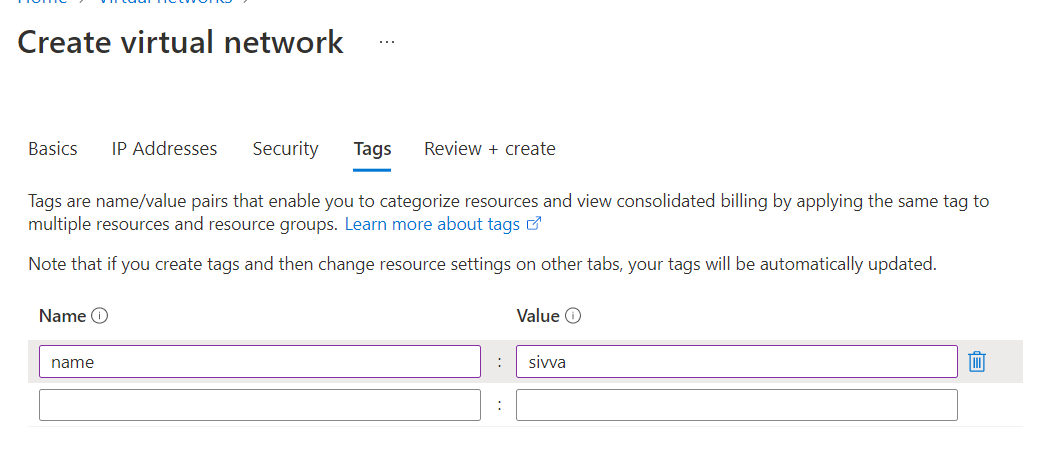 Home > Virtual networks >
Create virtual network ...
Basics IP Addresses Security Tags Review + create
Tags are name/value pairs that enable you to categorize resources and view consolidated billing by applying the same tag to
multiple resources and resource groups. Learn more about tags
Note that if you create tags and then change resource settings on other tabs, your tags will be automatically updated.
Name Value
name : sivva
: